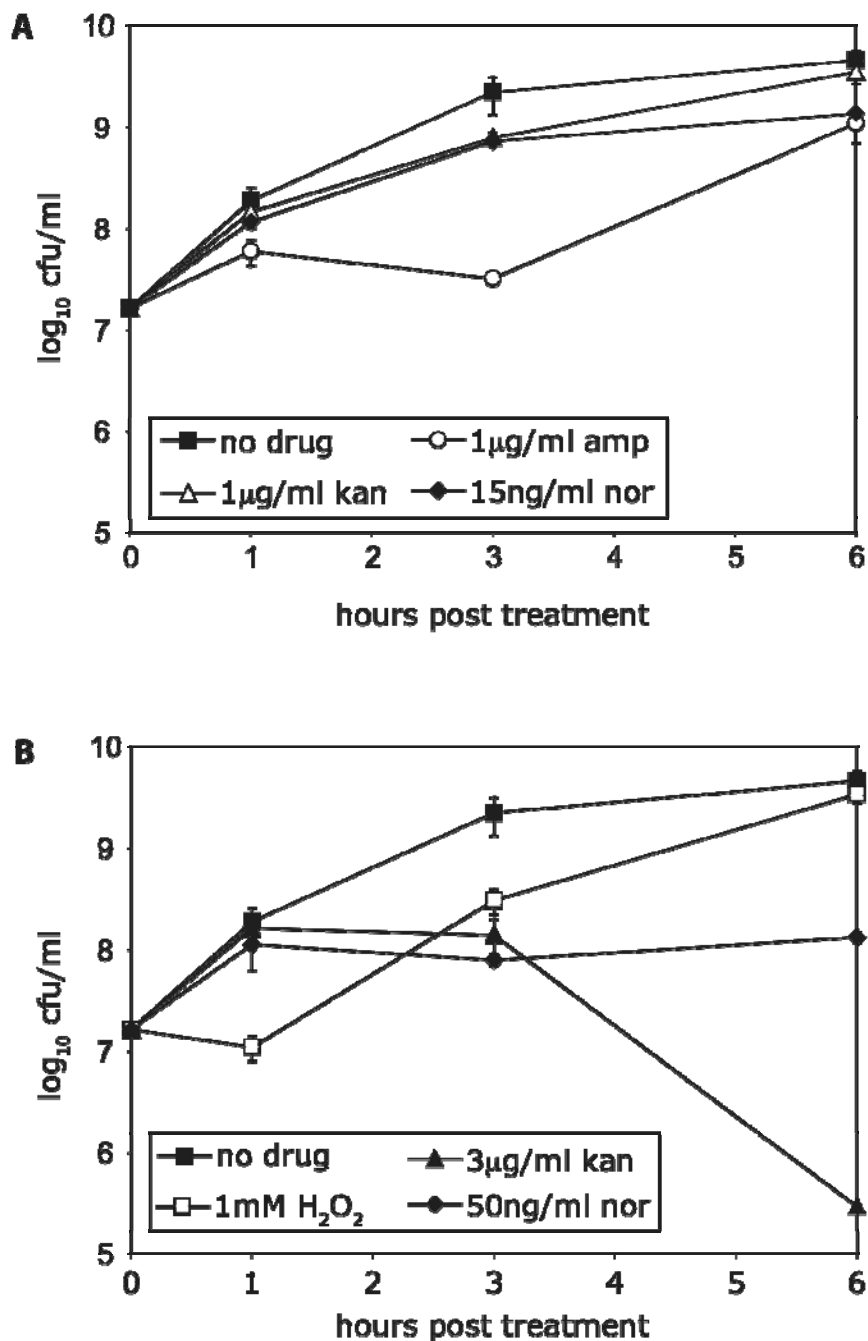 A
10
9
8
7
6
5
log₁₀ cfu/ml
no drug
1µg/ml amp
1µg/ml kan
15ng/ml nor
0 1 2 3 4 5 6
hours post treatment
B
10
9
8
7
6
5
log₁₀ cfu/ml
no drug
3µg/ml kan
1mM H₂O₂
50ng/ml nor
0 1 2 3 4 5 6
hours post treatment